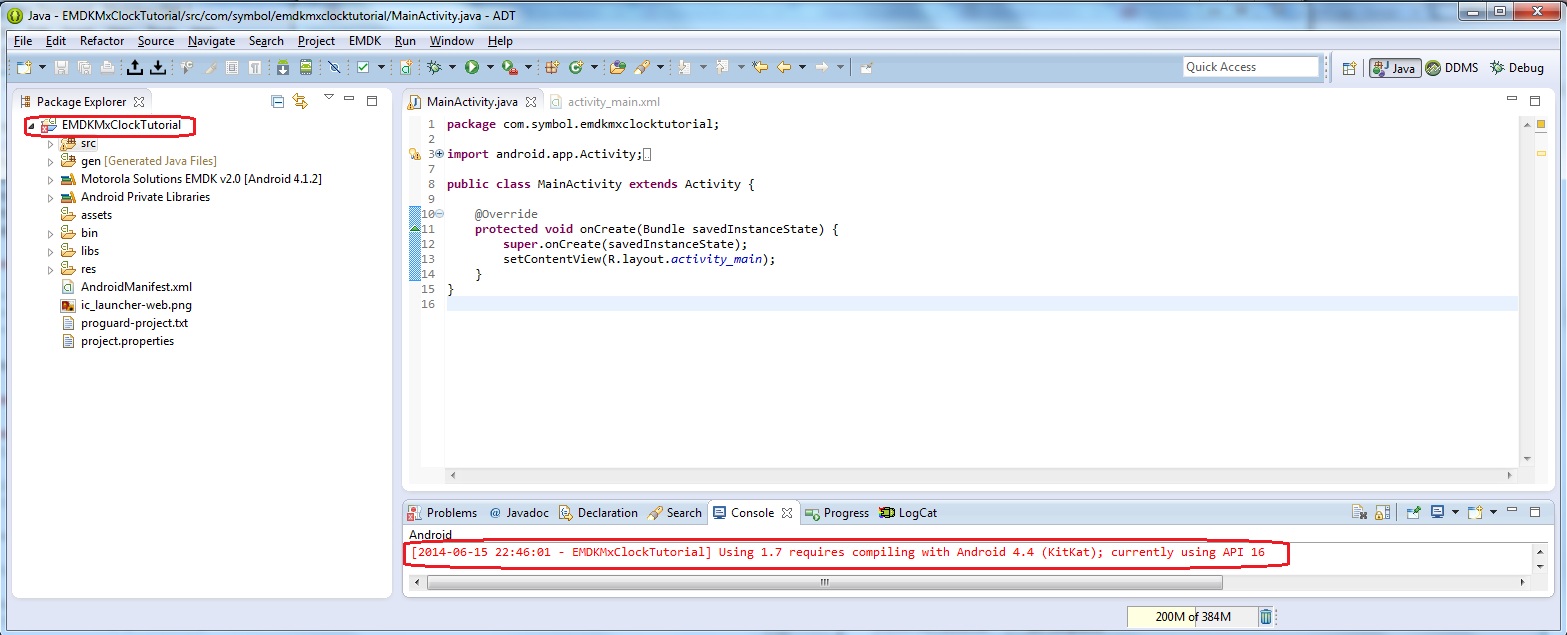 Java - EMDKMxClockTutorial/src/com/symbol/emdkmxclocktutorial/MainActivity.java - ADT
File Edit Refactor Source Navigate Search Project EMDK Run Window Help
Quick Access
Java DDMS Debug
Package Explorer
EMDKMxClockTutorial
src
gen [Generated Java Files]
Motorola Solutions EMDK v2.0 [Android 4.1.2]
Android Private Libraries
assets
bin
libs
res
AndroidManifest.xml
ic_launcher-web.png
proguard-project.txt
project.properties
MainActivity.java activity_main.xml
1 package com.symbol.emdkmxclocktutorial;
2
3 import android.app.Activity;
7
8 public class MainActivity extends Activity {
9
10 @Override
11 protected void onCreate(Bundle savedInstanceState) {
12 super.onCreate(savedInstanceState);
13 setContentView(R.layout.activity_main);
14 }
15 }
16
Problems @ Javadoc Declaration Search Console Progress LogCat
Android
[2014-06-15 22:46:01 - EMDKMxClockTutorial] Using 1.7 requires compiling with Android 4.4 (KitKat); currently using API 16
200M of 384M